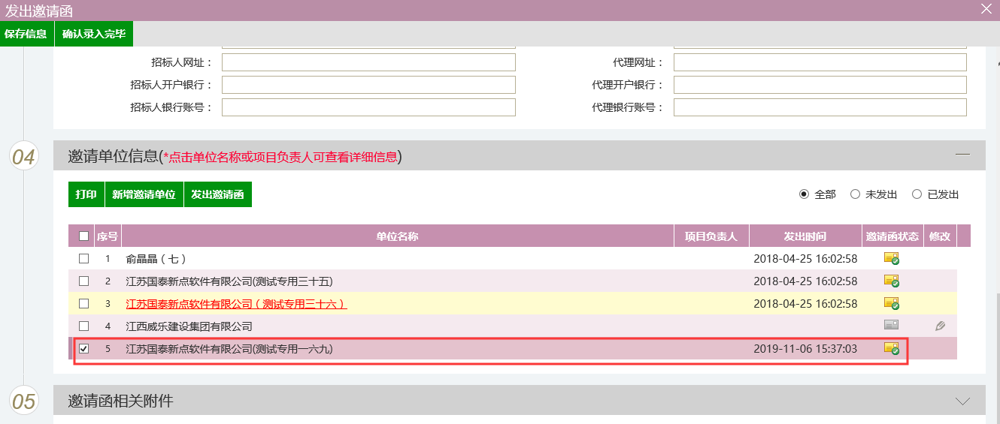 发出邀请函
保存信息 确认录入完毕
招标人网址： 代理网址：
招标人开户银行： 代理开户银行：
招标人银行账号： 代理银行账号：
04 邀请单位信息(*点击单位名称或项目负责人可查看详细信息)
打印 新增邀请单位 发出邀请函 全部 未发出 已发出
序号 单位名称 项目负责人 发出时间 邀请函状态 修改
1 俞晶晶（七） 2018-04-25 16:02:58
2 江苏国泰新点软件有限公司(测试专用三十五) 2018-04-25 16:02:58
3 江苏国泰新点软件有限公司（测试专用三十六） 2018-04-25 16:02:58
4 江西威乐建设集团有限公司
5 江苏国泰新点软件有限公司(测试专用一六九) 2019-11-06 15:37:03
05 邀请函相关附件